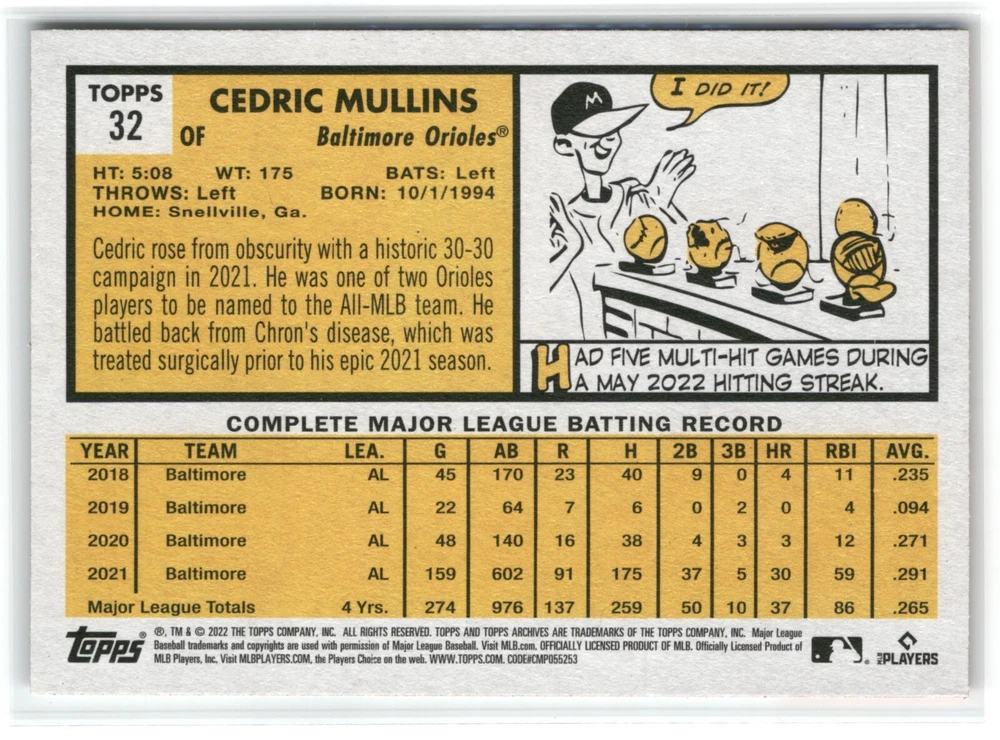 TOPPS
32
CEDRIC MULLINS
OF Baltimore Orioles®
HT: 5:08 WT: 175 BATS: Left
THROWS: Left BORN: 10/1/1994
HOME: Snellville, Ga.
Cedric rose from obscurity with a historic 30-30
campaign in 2021. He was one of two Orioles
players to be named to the All-MLB team. He
battled back from Chron's disease, which was
treated surgically prior to his epic 2021 season.
M
I DID IT!
HAD FIVE MULTI-HIT GAMES DURING
A MAY 2022 HITTING STREAK.
COMPLETE MAJOR LEAGUE BATTING RECORD
YEAR TEAM LEA. G AB R H 2B 3B HR RBI AVG.
2018 Baltimore AL 45 170 23 40 9 0 4 11 .235
2019 Baltimore AL 22 64 7 6 0 2 0 4 .094
2020 Baltimore AL 48 140 16 38 4 3 3 12 .271
2021 Baltimore AL 159 602 91 175 37 5 30 59 .291
Major League Totals 4 Yrs. 274 976 137 259 50 10 37 86 .265
Topps®
®, TM & © 2022 THE TOPPS COMPANY, INC. ALL RIGHTS RESERVED. TOPPS AND TOPPS ARCHIVES ARE TRADEMARKS OF THE TOPPS COMPANY, INC. Major League
Baseball trademarks and copyrights are used with permission of Major League Baseball. Visit MLB.com. OFFICIALLY LICENSED PRODUCT OF MLB. Officially Licensed Product of
MLB Players, Inc. Visit MLBPLAYERS.com, the Players Choice on the web. WWW.TOPPS.COM. CODE#CMP055253
MLB PLAYERS